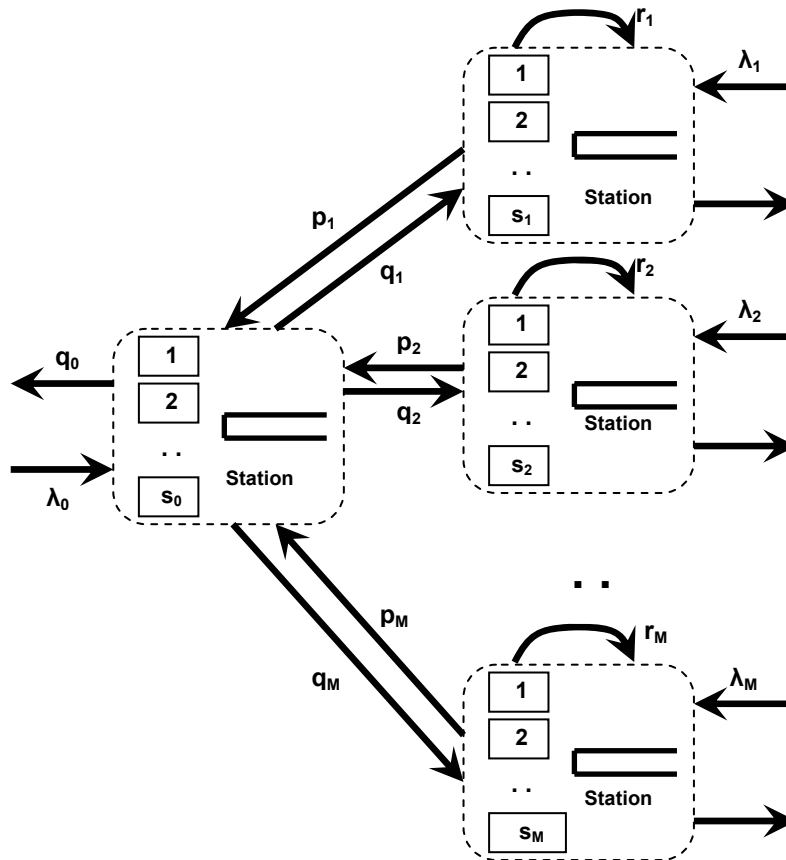 r₁
1
λ₁
2
. .
Station
s₁
p₁
q₁
r₂
1
λ₂
2
. .
Station
s₂
p₂
q₂
q₀
1
2
. .
Station
s₀
λ₀
. .
p_M
q_M
r_M
1
λ_M
2
. .
Station
s_M